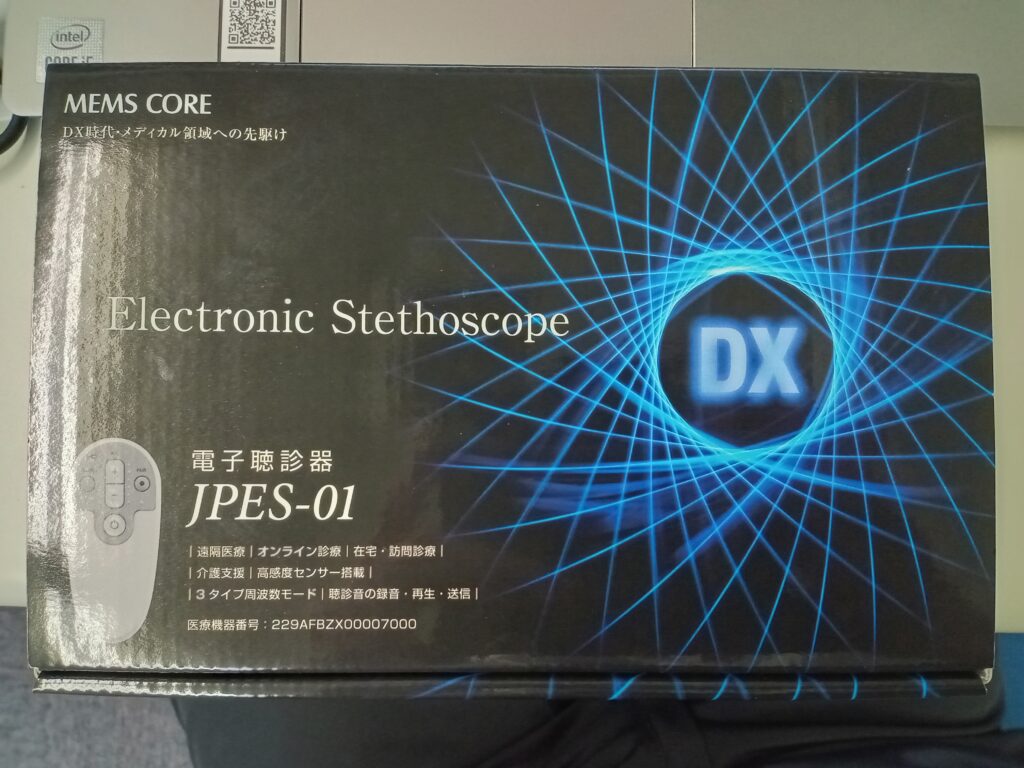 intel
CORE i5
MEMS CORE
DX時代・メディカル領域への先駆け
Electronic Stethoscope
DX
電子聴診器
JPES-01
| 遠隔医療 | オンライン診療 | 在宅・訪問診療 |
| 介護支援 | 高感度センサー搭載 |
| 3タイプ周波数モード | 聴診音の録音・再生・送信 |
医療機器番号：229AFBZX00007000